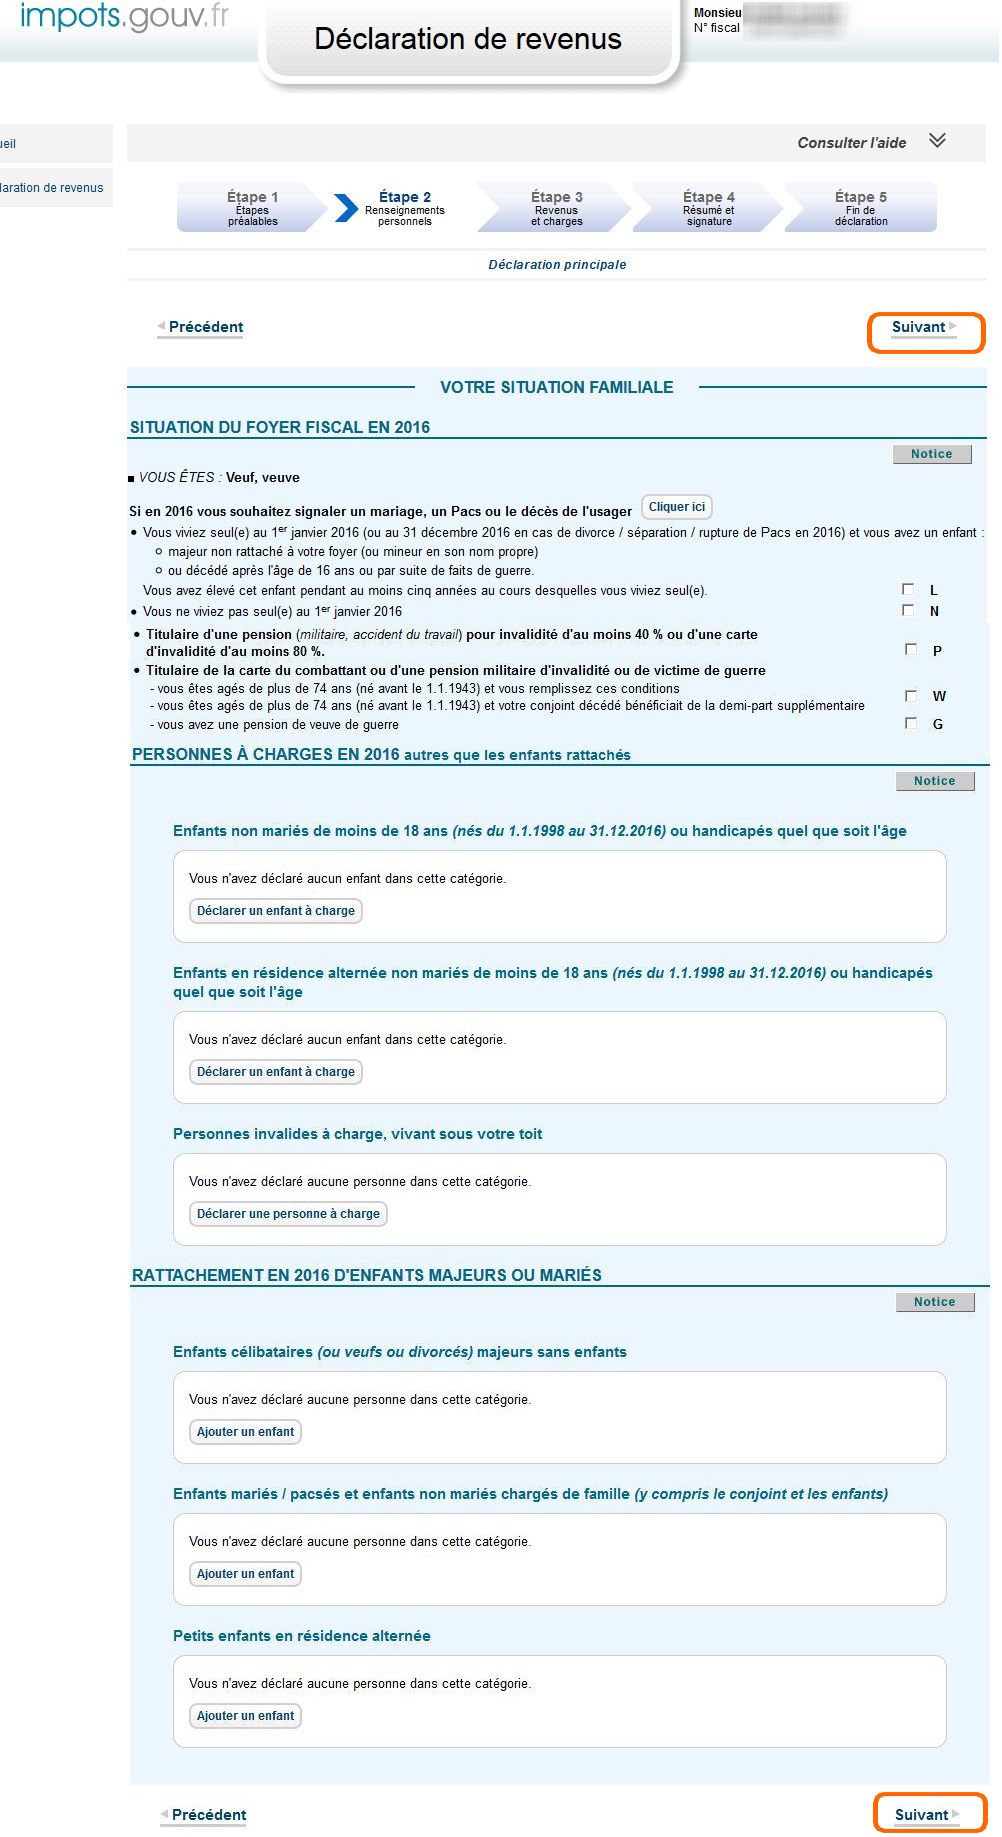 impots.gouv.fr
Déclaration de revenus
Monsieu
N° fiscal
Consulter l'aide
Étape 1
Étapes
préalables
Étape 2
Renseignements
personnels
Étape 3
Revenus
et charges
Étape 4
Résumé et
signature
Étape 5
Fin de
déclaration
de revenus
Déclaration principale
Précédent
Suivant
VOTRE SITUATION FAMILIALE
SITUATION DU FOYER FISCAL EN 2016
Notice
■ VOUS ÊTES : Veuf, veuve
Si en 2016 vous souhaitez signaler un mariage, un Pacs ou le décès de l'usager Cliquer ici
• Vous viviez seul(e) au 1er janvier 2016 (ou au 31 décembre 2016 en cas de divorce / séparation / rupture de Pacs en 2016) et vous avez un enfant :
o majeur non rattaché à votre foyer (ou mineur en son nom propre)
o ou décédé après l'âge de 16 ans ou par suite de faits de guerre.
Vous avez élevé cet enfant pendant au moins cinq années au cours desquelles vous viviez seul(e). L
• Vous ne viviez pas seul(e) au 1er janvier 2016 N
• Titulaire d'une pension (militaire, accident du travail) pour invalidité d'au moins 40 % ou d'une carte
d'invalidité d'au moins 80 %. P
• Titulaire de la carte du combattant ou d'une pension militaire d'invalidité ou de victime de guerre
- vous êtes agés de plus de 74 ans (né avant le 1.1.1943) et vous remplissez ces conditions
W
- vous êtes agés de plus de 74 ans (né avant le 1.1.1943) et votre conjoint décédé bénéficiait de la demi-part supplémentaire
- vous avez une pension de veuve de guerre G
PERSONNES À CHARGES EN 2016 autres que les enfants rattachés
Notice
Enfants non mariés de moins de 18 ans (nés du 1.1.1998 au 31.12.2016) ou handicapés quel que soit l'âge
Vous n'avez déclaré aucun enfant dans cette catégorie.
Déclarer un enfant à charge
Enfants en résidence alternée non mariés de moins de 18 ans (nés du 1.1.1998 au 31.12.2016) ou handicapés
quel que soit l'âge
Vous n'avez déclaré aucun enfant dans cette catégorie.
Déclarer un enfant à charge
Personnes invalides à charge, vivant sous votre toit
Vous n'avez déclaré aucune personne dans cette catégorie.
Déclarer une personne à charge
RATTACHEMENT EN 2016 D'ENFANTS MAJEURS OU MARIÉS
Notice
Enfants célibataires (ou veufs ou divorcés) majeurs sans enfants
Vous n'avez déclaré aucune personne dans cette catégorie.
Ajouter un enfant
Enfants mariés / pacsés et enfants non mariés chargés de famille (y compris le conjoint et les enfants)
Vous n'avez déclaré aucune personne dans cette catégorie.
Ajouter un enfant
Petits enfants en résidence alternée
Vous n'avez déclaré aucune personne dans cette catégorie.
Ajouter un enfant
Précédent
Suivant